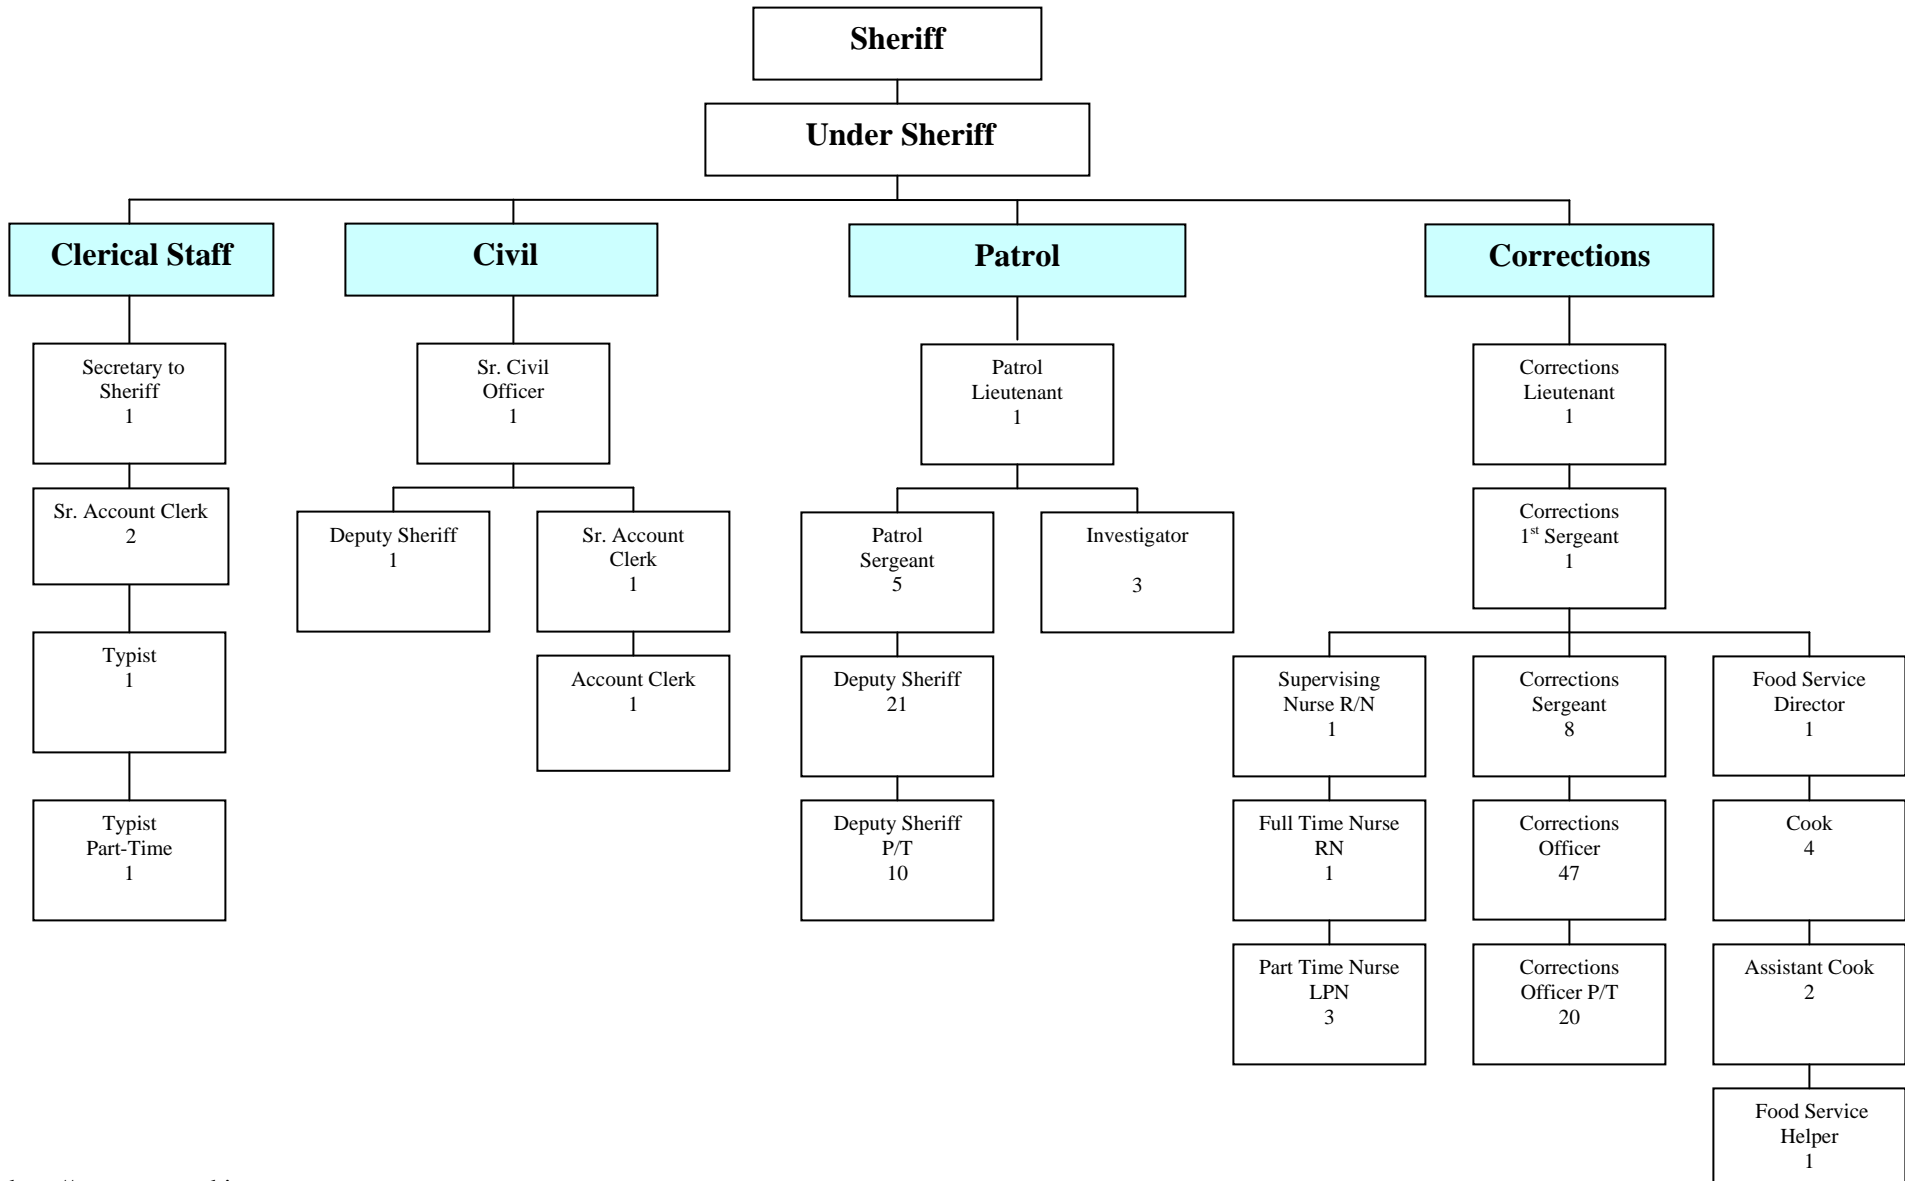 Sheriff
Under Sheriff
Clerical Staff
Civil
Patrol
Corrections
Secretary to
Sheriff
1
Sr. Account Clerk
2
Typist
1
Typist
Part-Time
1
Sr. Civil
Officer
1
Deputy Sheriff
1
Sr. Account
Clerk
1
Account Clerk
1
Patrol
Lieutenant
1
Patrol
Sergeant
5
Investigator
3
Deputy Sheriff
21
Deputy Sheriff
P/T
10
Corrections
Lieutenant
1
Corrections
1st Sergeant
1
Supervising
Nurse R/N
1
Full Time Nurse
RN
1
Part Time Nurse
LPN
3
Corrections
Sergeant
8
Corrections
Officer
47
Corrections
Officer P/T
20
Food Service
Director
1
Cook
4
Assistant Cook
2
Food Service
Helper
1